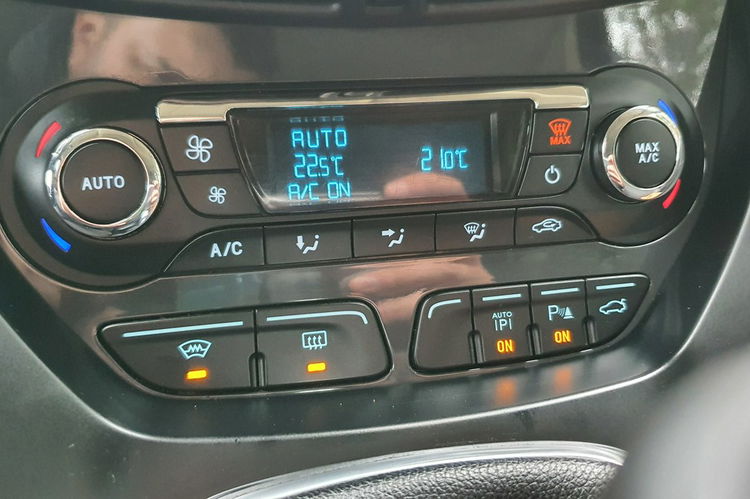 AUTO
22.5°C
A/C ON
21.0°C
MAX
AUTO
MAX
A/C
A/C
AUTO
P
ON
P
ON